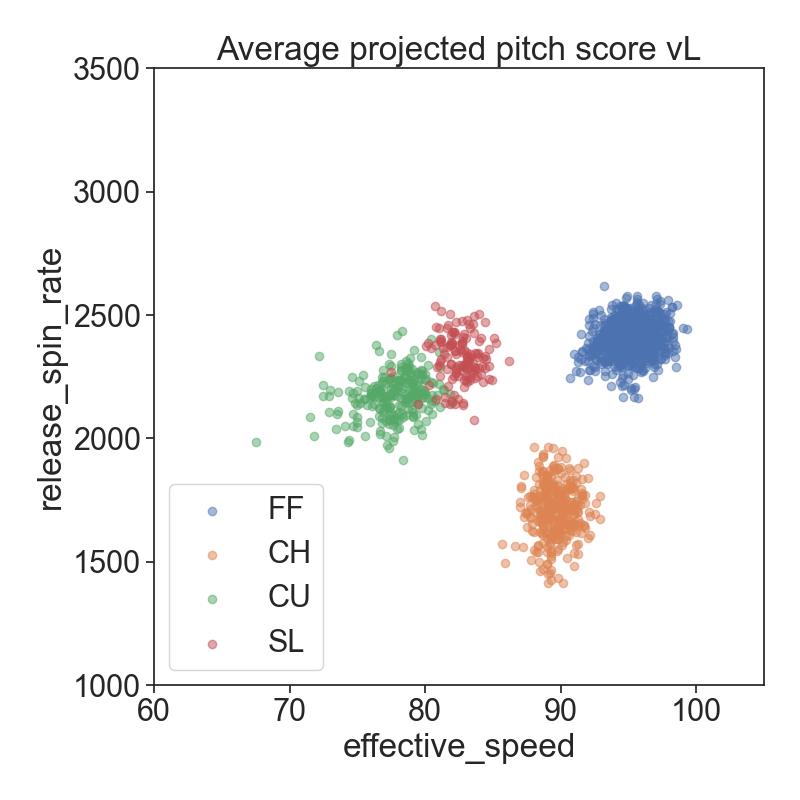 Average projected pitch score vL
3500
3000
2500
2000
1500
1000
release_spin_rate
FF
CH
CU
SL
60 70 80 90 100
effective_speed